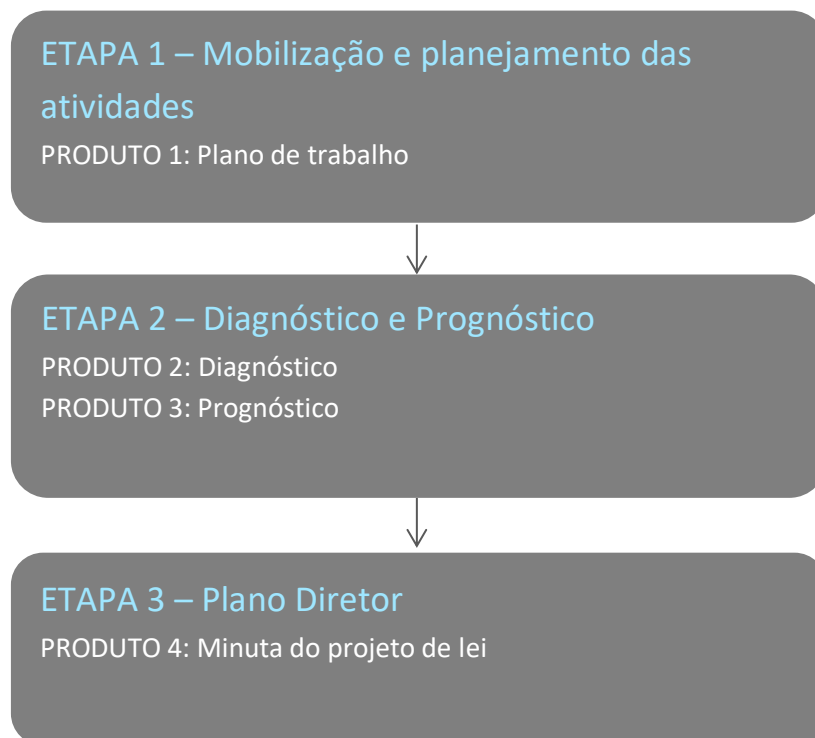 ETAPA 1 – Mobilização e planejamento das
atividades
PRODUTO 1: Plano de trabalho
ETAPA 2 – Diagnóstico e Prognóstico
PRODUTO 2: Diagnóstico
PRODUTO 3: Prognóstico
ETAPA 3 – Plano Diretor
PRODUTO 4: Minuta do projeto de lei